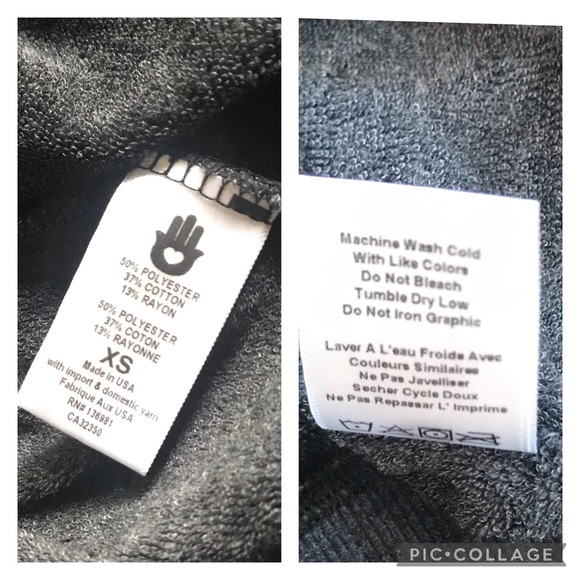 50% POLYESTER
37% COTTON
13% RAYON
50% POLYESTER
37% COTON
13% RAYONNE
XS
Made in USA
with import & domestic yarn
Fabrique Aux USA
RN# 136981
CA32350
Machine Wash Cold
With Like Colors
Do Not Bleach
Tumble Dry Low
Do Not Iron Graphic
Laver A L'eau Froide Avec
Couleurs Similaires
Ne Pas Javelliser
Secher Cycle Doux
Ne Pas Repassar L' Imprime
PIC•COLLAGE